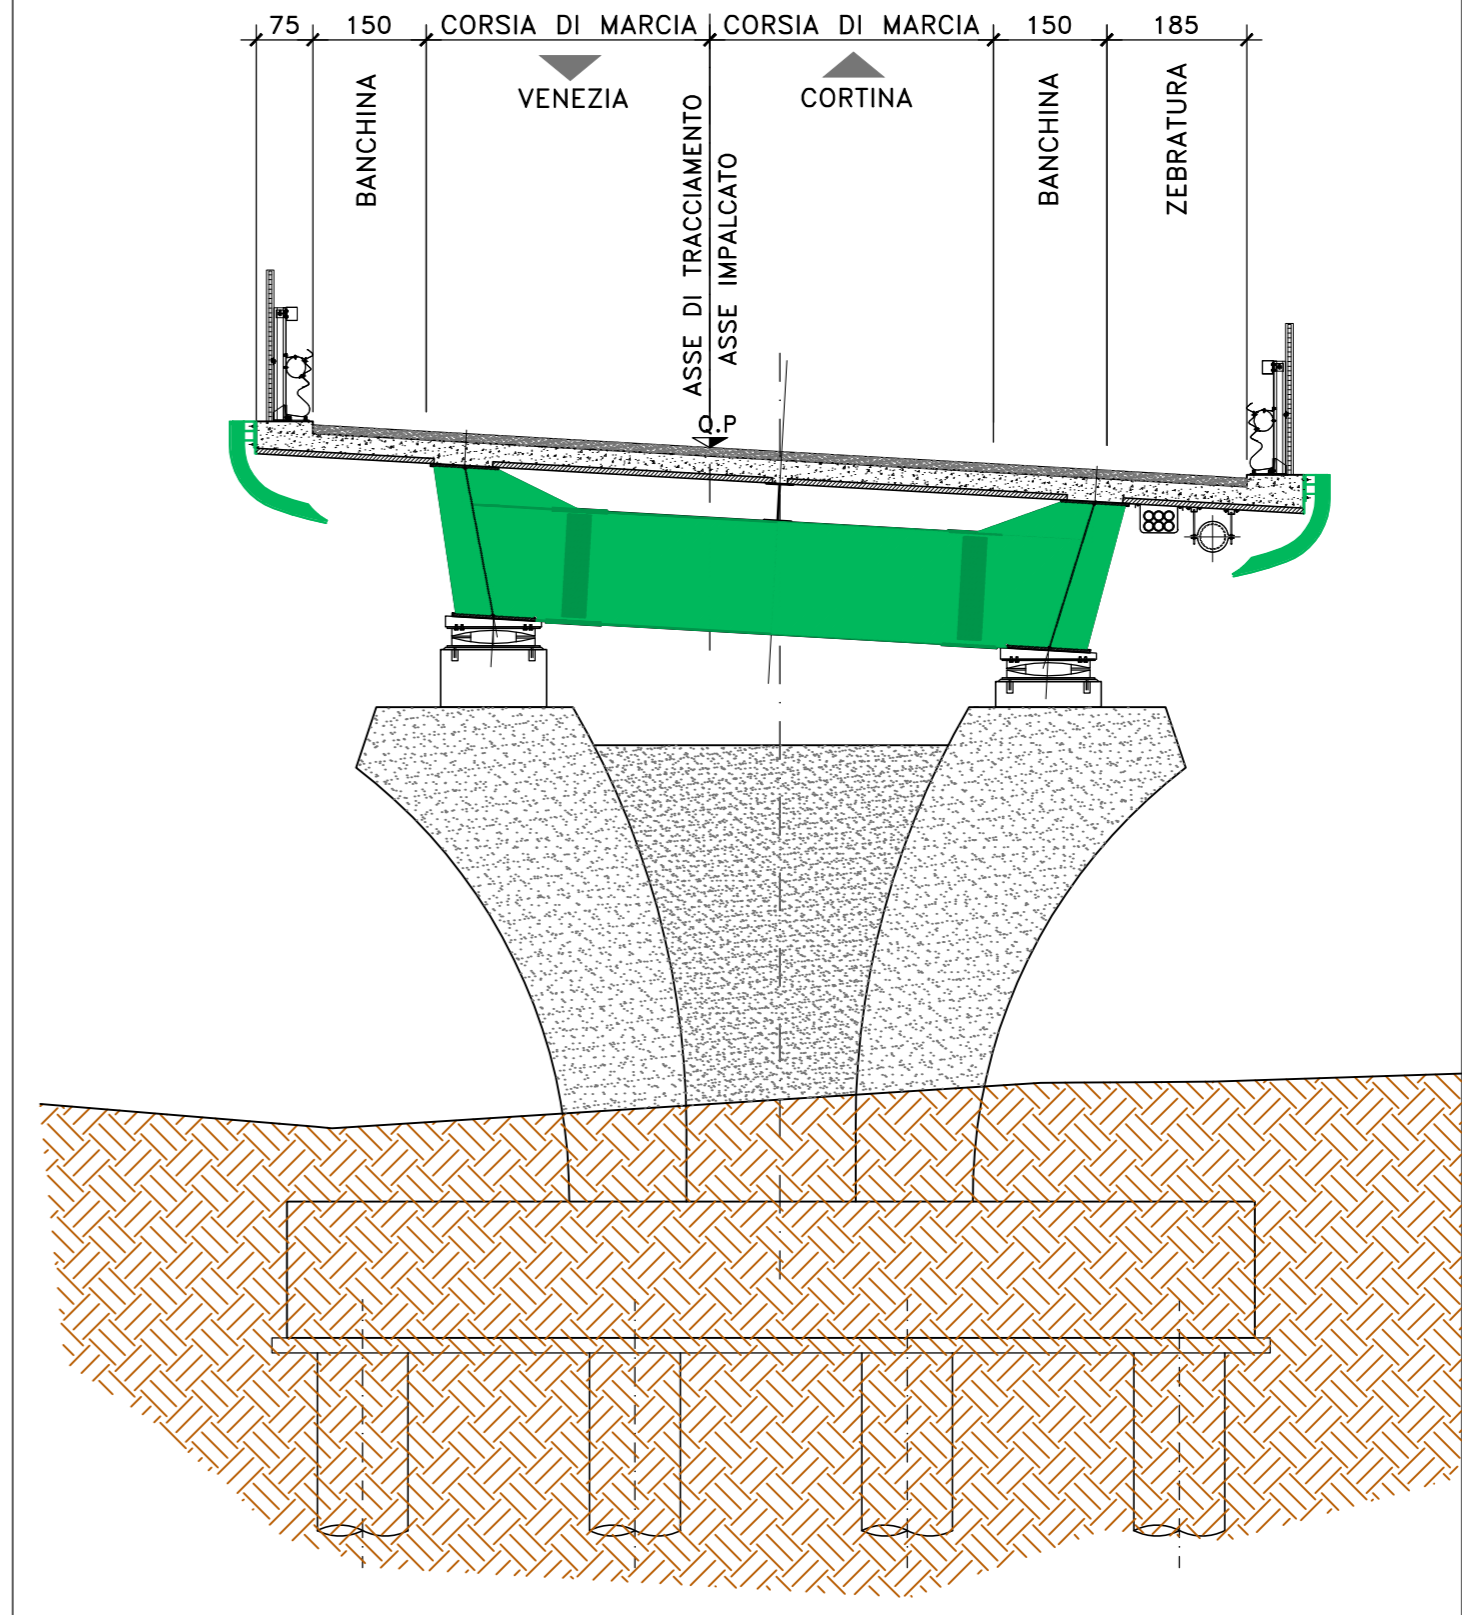 75 150 CORSIA DI MARCIA CORSIA DI MARCIA 150 185
VENEZIA
CORTINA
BANCHINA
ASSE DI TRACCIAMENTO
ASSE IMPALCATO
BANCHINA
ZEBRATURA
Q.P